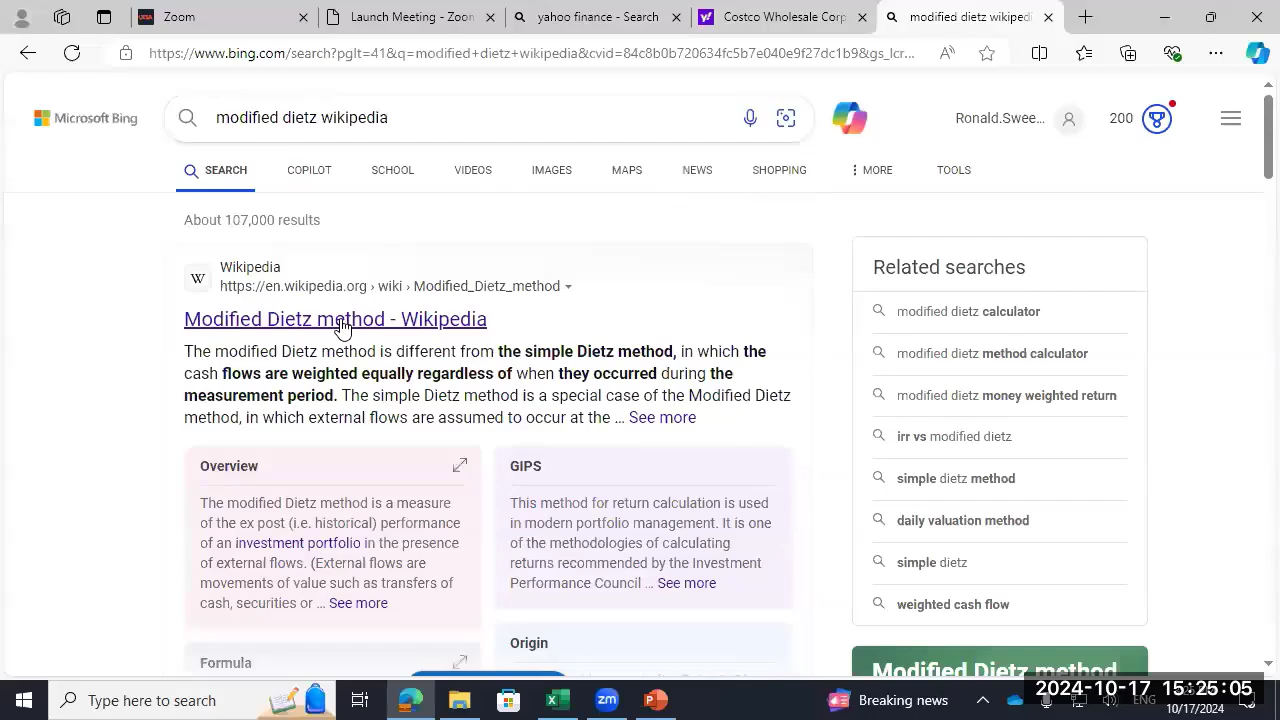 Zoom
Launch Meeting - Zoon
yahoo finance - Search
Costco Wholesale Corp
modified dietz wikiped
https://www.bing.com/search?pglt=41&q=modified+dietz+wikipedia&cvid=84c8b0b720634fc5b7e040e9f27dc1b9&gs_lcr...
Microsoft Bing
modified dietz wikipedia
Ronald.Swee...
200
SEARCH
COPILOT
SCHOOL
VIDEOS
IMAGES
MAPS
NEWS
SHOPPING
MORE
TOOLS
About 107,000 results
W
Wikipedia
https://en.wikipedia.org › wiki › Modified_Dietz_method
Modified Dietz method - Wikipedia
The modified Dietz method is different from the simple Dietz method, in which the
cash flows are weighted equally regardless of when they occurred during the
measurement period. The simple Dietz method is a special case of the Modified Dietz
method, in which external flows are assumed to occur at the ... See more
Overview
The modified Dietz method is a measure
of the ex post (i.e. historical) performance
of an investment portfolio in the presence
of external flows. (External flows are
movements of value such as transfers of
cash, securities or ... See more
Formula
GIPS
This method for return calculation is used
in modern portfolio management. It is one
of the methodologies of calculating
returns recommended by the Investment
Performance Council ... See more
Origin
Related searches
modified dietz calculator
modified dietz method calculator
modified dietz money weighted return
irr vs modified dietz
simple dietz method
daily valuation method
simple dietz
weighted cash flow
Modified Dietz method
Type here to search
zm
Breaking news
ENG
2024-10-17 15:25:05
10/17/2024